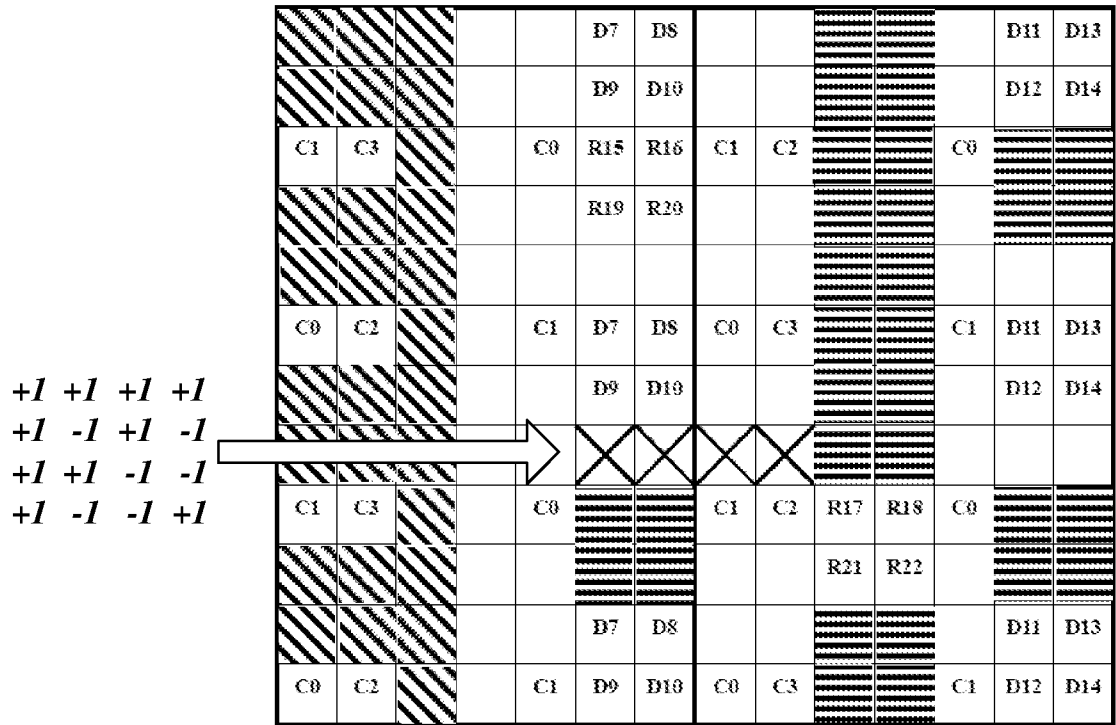 D7 D8 D11 D13
D9 D10 D12 D14
C1 C3 C0 R15 R16 C1 C2 C0
R19 R20
C0 C2 C1 D7 D8 C0 C3 C1 D11 D13
+1 +1 +1 +1 D9 D10 D12 D14
+1 -1 +1 -1
+1 +1 -1 -1
+1 -1 -1 +1 C1 C3 C0 C1 C2 R17 R18 C0
R21 R22
D7 D8 D11 D13
C0 C2 C1 D9 D10 C0 C3 C1 D12 D14